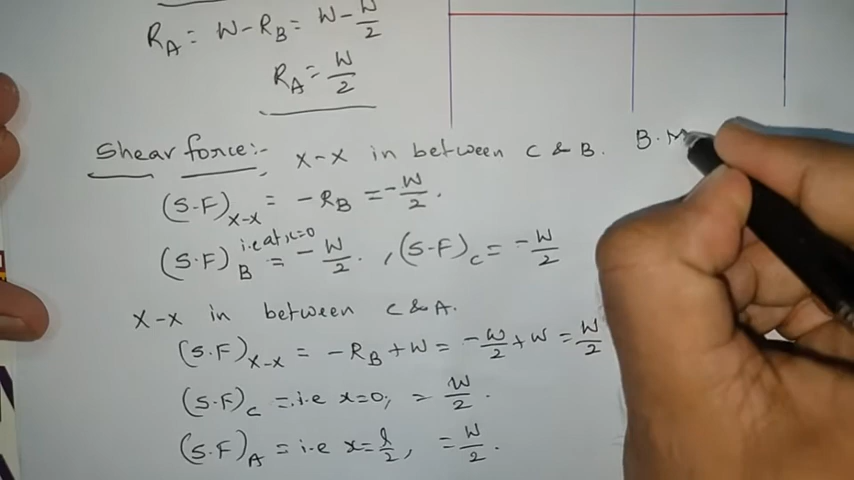 R_A = W - R_B = W - W/2
R_A = W/2
Shear force:- x-x in between C & B. B.M
(S.F)_x-x = -R_B = -W/2.
(S.F)_B i.e at x=0 = -W/2. , (S.F)_C = -W/2
x-x in between C & A.
(S.F)_x-x = -R_B + W = -W/2 + W = W/2
(S.F)_C = i.e x=0; = W/2.
(S.F)_A = i.e x=l/2, = W/2.